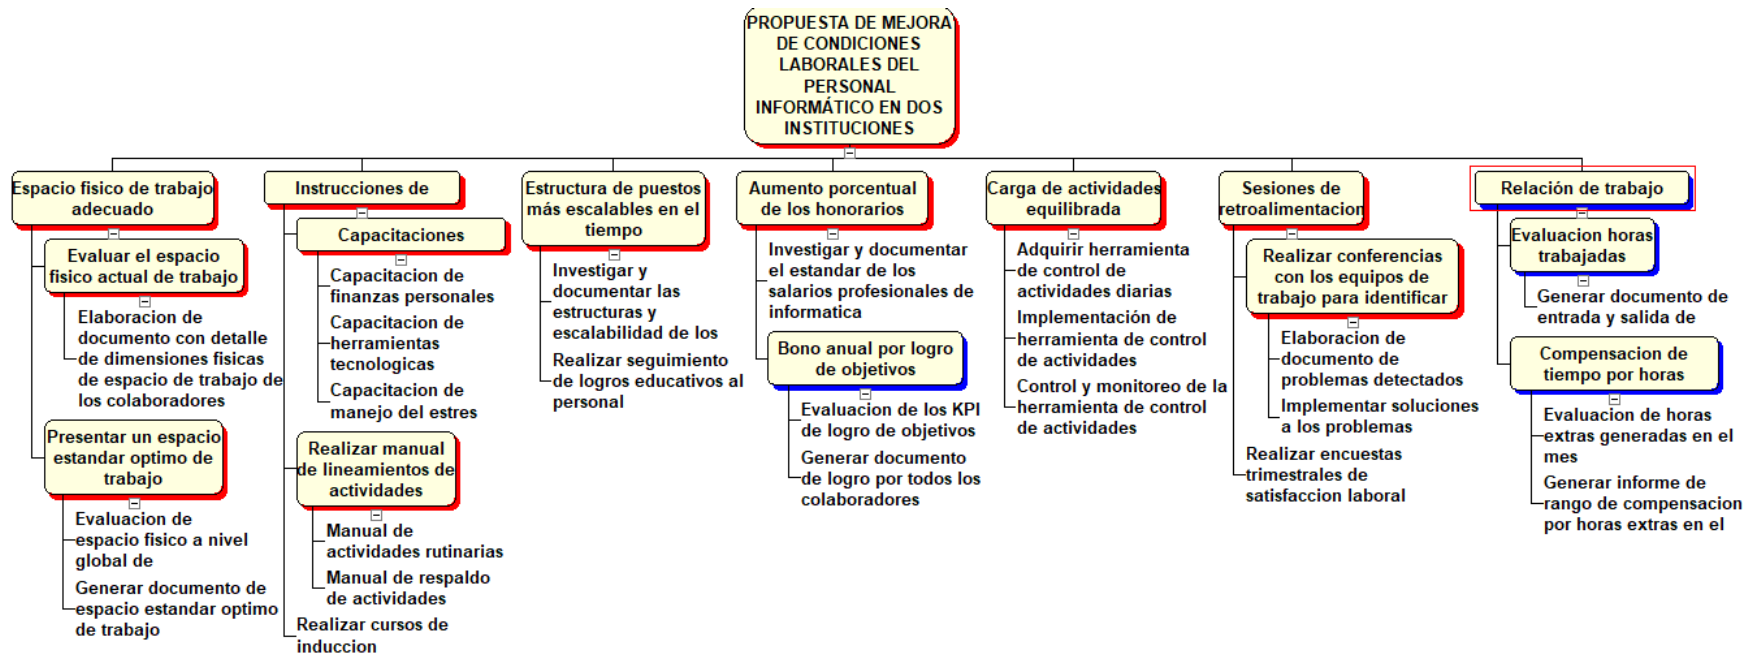 PROPUESTA DE MEJORA
DE CONDICIONES
LABORALES DEL
PERSONAL
INFORMÁTICO EN DOS
INSTITUCIONES
Espacio fisico de trabajo
adecuado
Evaluar el espacio
fisico actual de trabajo
Elaboracion de
documento con detalle
de dimensiones fisicas
de espacio de trabajo de
los colaboradores
Presentar un espacio
estandar optimo de
trabajo
Evaluacion de
espacio fisico a nivel
global de
Generar documento de
espacio estandar optimo
de trabajo
Instrucciones de
Capacitaciones
Capacitacion de
finanzas personales
Capacitacion de
herramientas
tecnologicas
Capacitacion de
manejo del estres
Realizar manual
de lineamientos de
actividades
Manual de
actividades rutinarias
Manual de respaldo
de actividades
Realizar cursos de
induccion
Estructura de puestos
más escalables en el
tiempo
Investigar y
documentar las
estructuras y
escalabilidad de los
Realizar seguimiento
de logros educativos al
personal
Aumento porcentual
de los honorarios
Investigar y documentar
el estandar de los
salarios profesionales de
informatica
Bono anual por logro
de objetivos
Evaluacion de los KPI
de logro de objetivos
Generar documento
de logro por todos los
colaboradores
Carga de actividades
equilibrada
Adquirir herramienta
de control de
actividades diarias
Implementación de
herramienta de control
de actividades
Control y monitoreo de la
herramienta de control
de actividades
Sesiones de
retroalimentacion
Realizar conferencias
con los equipos de
trabajo para identificar
Elaboracion de
documento de
problemas detectados
Implementar soluciones
a los problemas
Realizar encuestas
trimestrales de
satisfaccion laboral
Relación de trabajo
Evaluacion horas
trabajadas
Generar documento de
entrada y salida de
Compensacion de
tiempo por horas
Evaluacion de horas
extras generadas en el
mes
Generar informe de
rango de compensacion
por horas extras en el